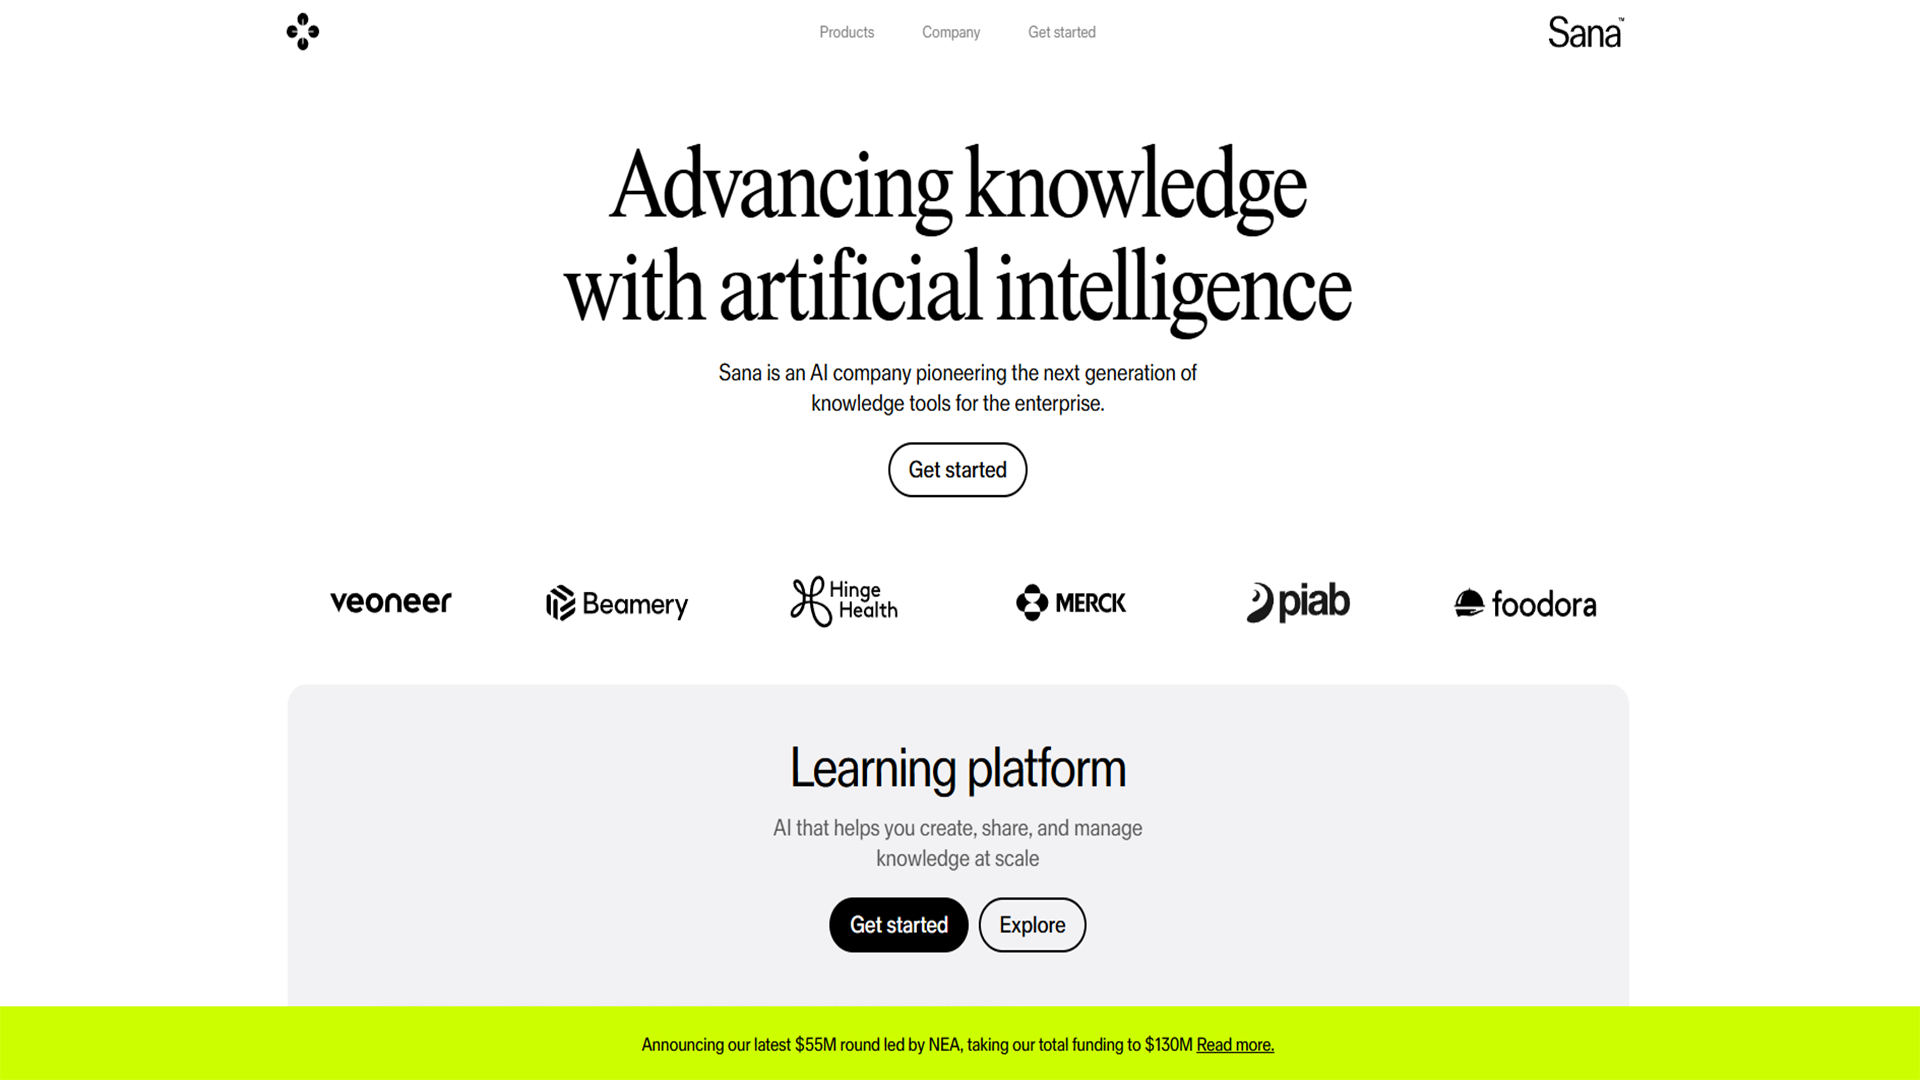 Products
Company
Get started
Sana™
Advancing knowledge
with artificial intelligence
Sana is an AI company pioneering the next generation of
knowledge tools for the enterprise.
Get started
veoneer
Beamery
Hinge
Health
MERCK
piab
foodora
Learning platform
AI that helps you create, share, and manage
knowledge at scale
Get started
Explore
Announcing our latest $55M round led by NEA, taking our total funding to $130M Read more.